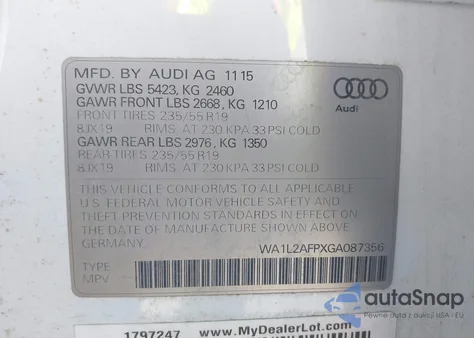 MFD. BY AUDI AG 11 15
GVWR LBS 5423, KG 2460
GAWR FRONT LBS 2668, KG 1210
FRONT TIRES 235/55 R19
8JX19 RIMS. AT 230 KPA 33 PSI COLD
GAWR REAR LBS 2976, KG 1350
REAR TIRES 235/55 R19
8JX19 RIMS. AT 230 KPA 33 PSI COLD
Audi
THIS VEHICLE CONFORMS TO ALL APPLICABLE
U.S. FEDERAL MOTOR VEHICLE SAFETY AND
THEFT PREVENTION STANDARDS IN EFFECT ON
THE DATE OF MANUFACTURE SHOWN ABOVE
GERMANY
WA1L2AFPXGA087356
TYPE
MPV
autoSnap
1797247 www.MyDealerLot.com